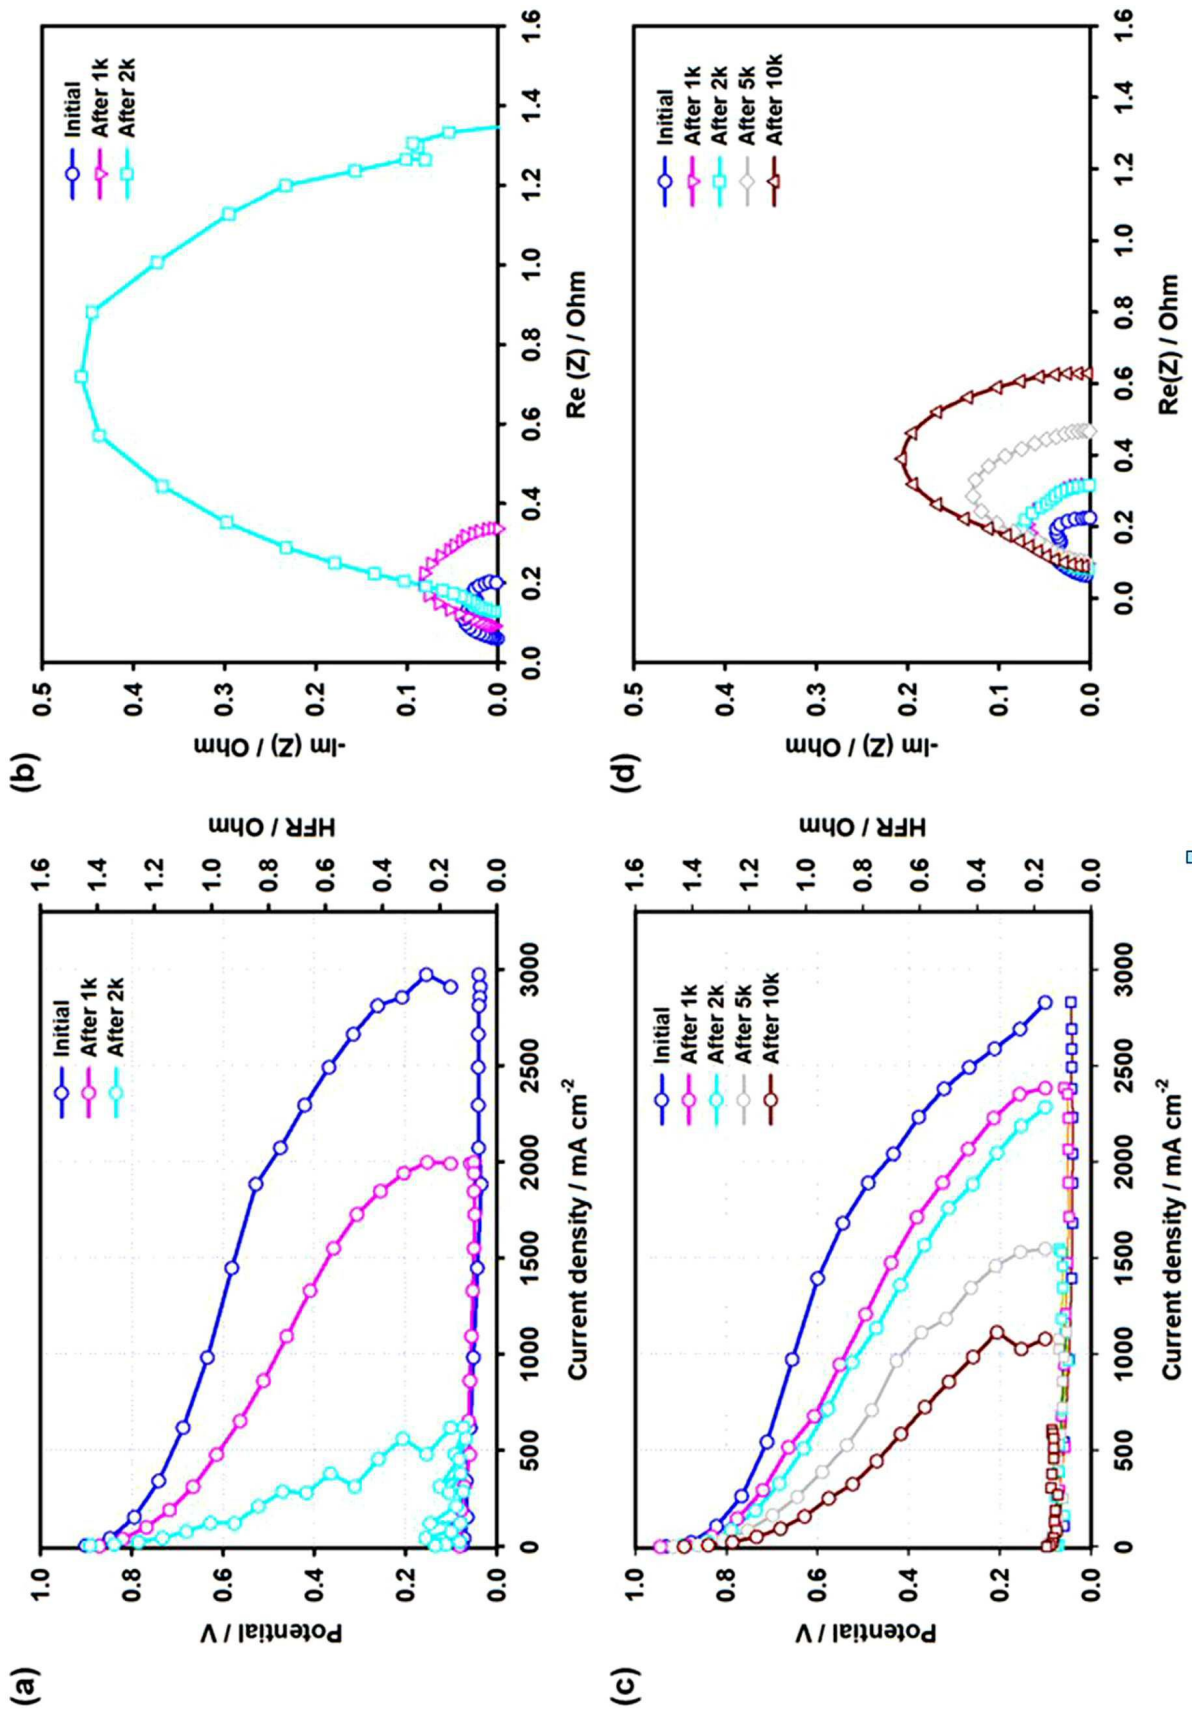 (a)
1.0
0.8
0.6
0.4
0.2
0.0
Potential / V
0
500
1000
1500
2000
2500
3000
Current density / mA cm-2
1.6
1.4
1.2
1.0
0.8
0.6
0.4
0.2
0.0
HFR / Ohm
Initial
After 1k
After 2k
(b)
0.5
0.4
0.3
0.2
0.1
0.0
-Im (Z) / Ohm
0.0
0.2
0.4
0.6
0.8
1.0
1.2
1.4
1.6
Re (Z) / Ohm
Initial
After 1k
After 2k
(c)
1.0
0.8
0.6
0.4
0.2
0.0
Potential / V
0
500
1000
1500
2000
2500
3000
Current density / mA cm-2
1.6
1.4
1.2
1.0
0.8
0.6
0.4
0.2
0.0
HFR / Ohm
Initial
After 1k
After 2k
After 5k
After 10k
(d)
0.5
0.4
0.3
0.2
0.1
0.0
-Im (Z) / Ohm
0.0
0.2
0.4
0.6
0.8
1.0
1.2
1.4
1.6
Re(Z) / Ohm
Initial
After 1k
After 2k
After 5k
After 10k